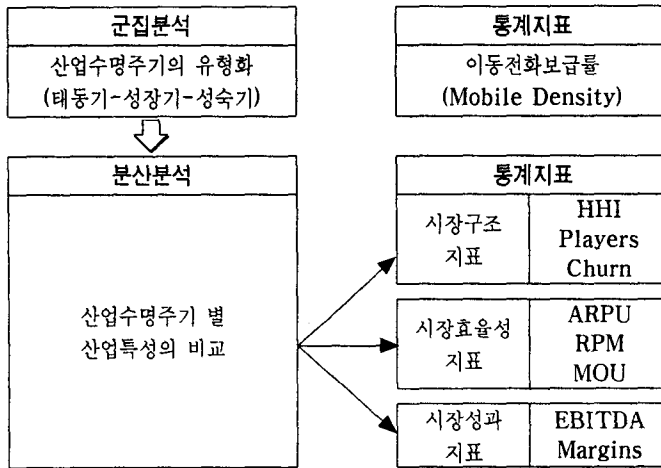 군집분석
산업수명주기의 유형화
(태동기-성장기-성숙기)
통계지표
이동전화보급률
(Mobile Density)
분산분석
산업수명주기 별
산업특성의 비교
통계지표
시장구조
지표
HHI
Players
Churn
시장효율성
지표
ARPU
RPM
MOU
시장성과
지표
EBITDA
Margins